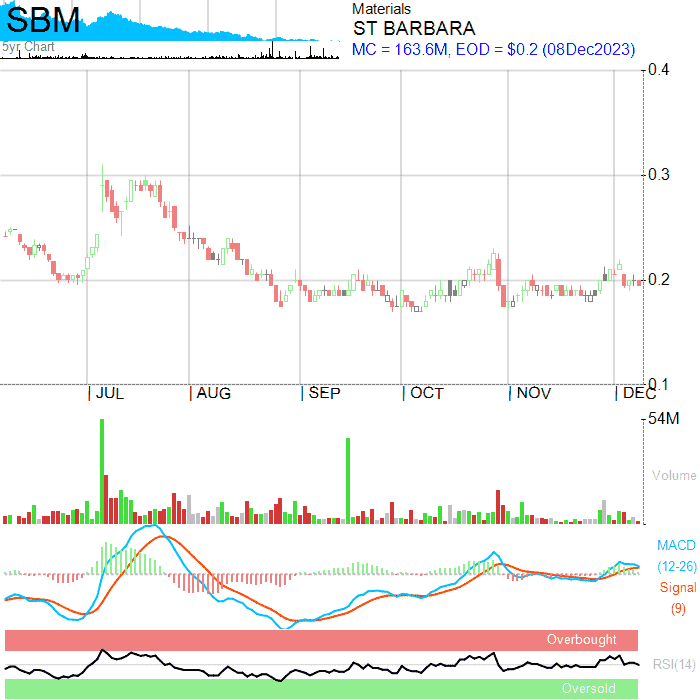 SBM
5yr Chart
Materials
ST BARBARA
MC = 163.6M, EOD = $0.2 (08Dec2023)
0.4
0.3
0.2
0.1
JUL AUG SEP OCT NOV DEC
54M
Volume
MACD
(12-26)
Signal
(9)
Overbought
RSI(14)
Oversold